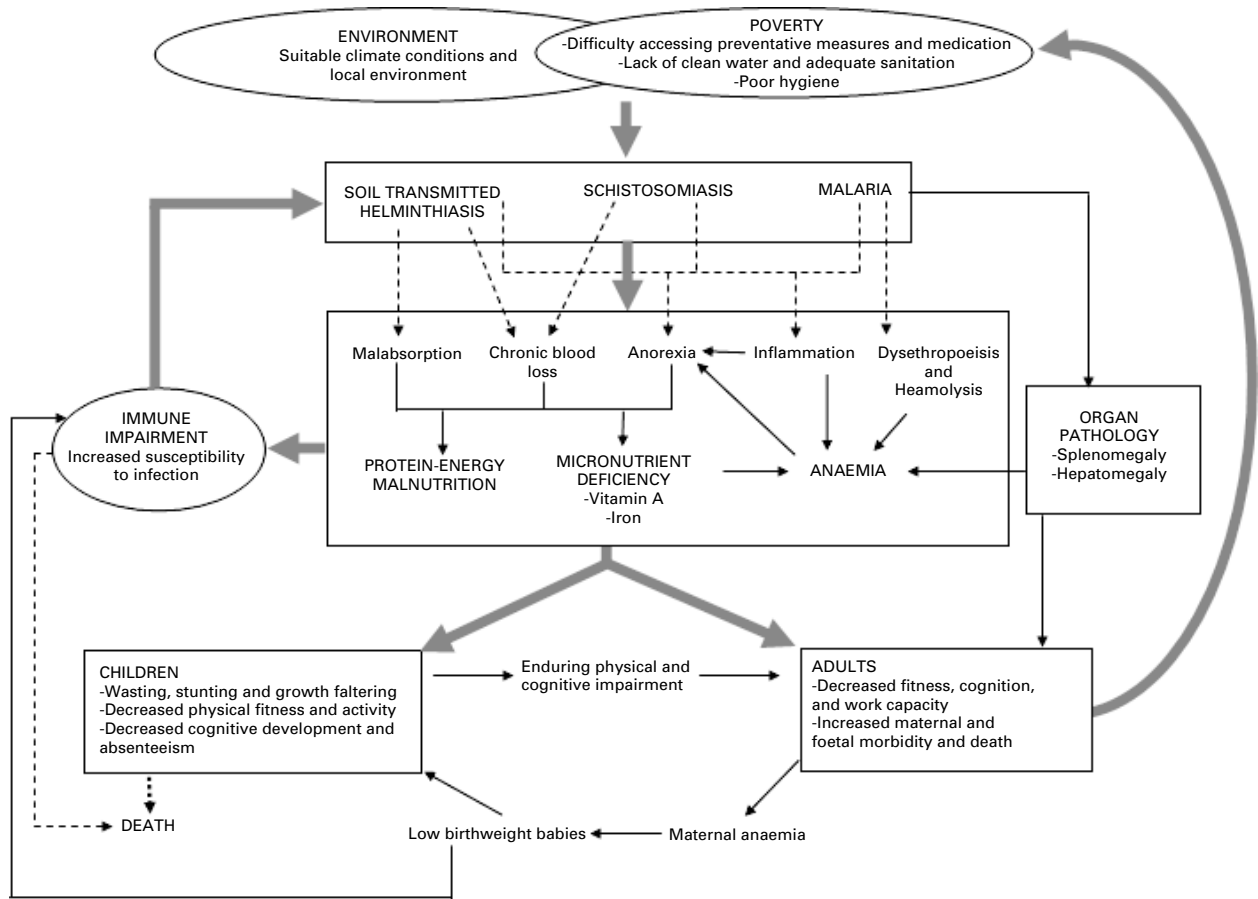 ENVIRONMENT
Suitable climate conditions and
local environment
POVERTY
-Difficulty accessing preventative measures and medication
-Lack of clean water and adequate sanitation
-Poor hygiene
SOIL TRANSMITTED
HELMINTHIASIS
SCHISTOSOMIASIS
MALARIA
Malabsorption
Chronic blood
loss
Anorexia
Inflammation
Dysethropoeisis
and
Heamolysis
IMMUNE
IMPAIRMENT
Increased susceptibility
to infection
PROTEIN-ENERGY
MALNUTRITION
MICRONUTRIENT
DEFICIENCY
-Vitamin A
-Iron
ANAEMIA
ORGAN
PATHOLOGY
-Splenomegaly
-Hepatomegaly
CHILDREN
-Wasting, stunting and growth faltering
-Decreased physical fitness and activity
-Decreased cognitive development and
absenteeism
Enduring physical and
cognitive impairment
ADULTS
-Decreased fitness, cognition,
and work capacity
-Increased maternal and
foetal morbidity and death
DEATH
Low birthweight babies
Maternal anaemia